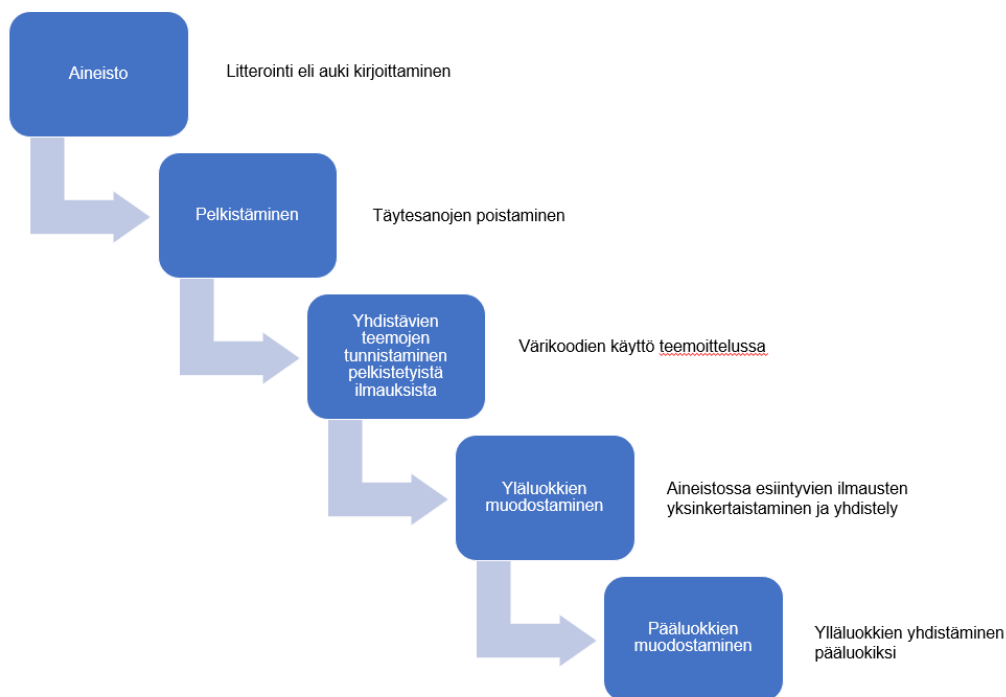 Aineisto
Litterointi eli auki kirjoittaminen
Pelkistäminen
Täytesanojen poistaminen
Yhdistävien
teemojen
tunnistaminen
pelkistetyistä
ilmauksista
Värikoodien käyttö teemoittelussa
Yläluokkien
muodostaminen
Aineistossa esiintyvien ilmausten
yksinkertaistaminen ja yhdistely
Pääluokkien
muodostaminen
Ylläluokkien yhdistäminen
pääluokiksi